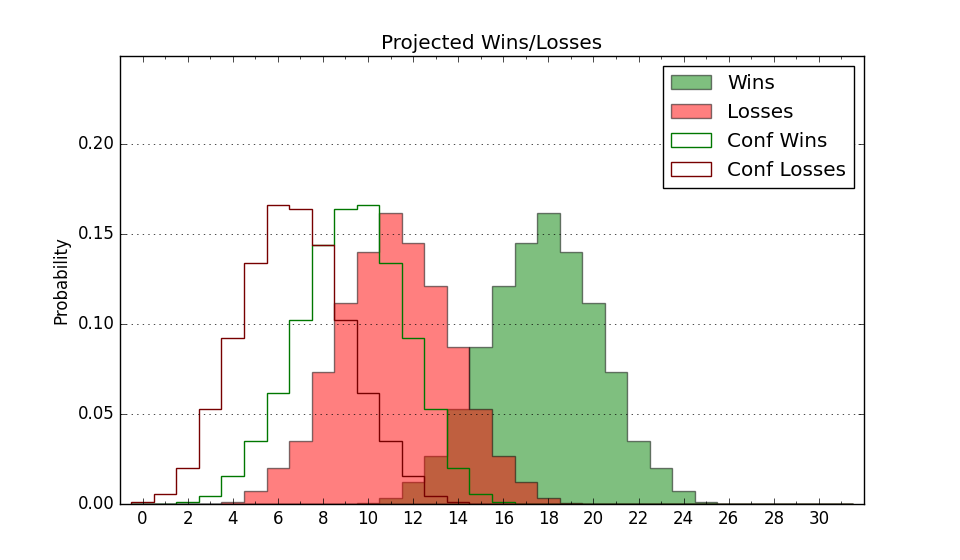 Projected Wins/Losses
Wins
Losses
Conf Wins
Conf Losses
Probability
0.20
0.15
0.10
0.05
0.00
0 2 4 6 8 10 12 14 16 18 20 22 24 26 28 30